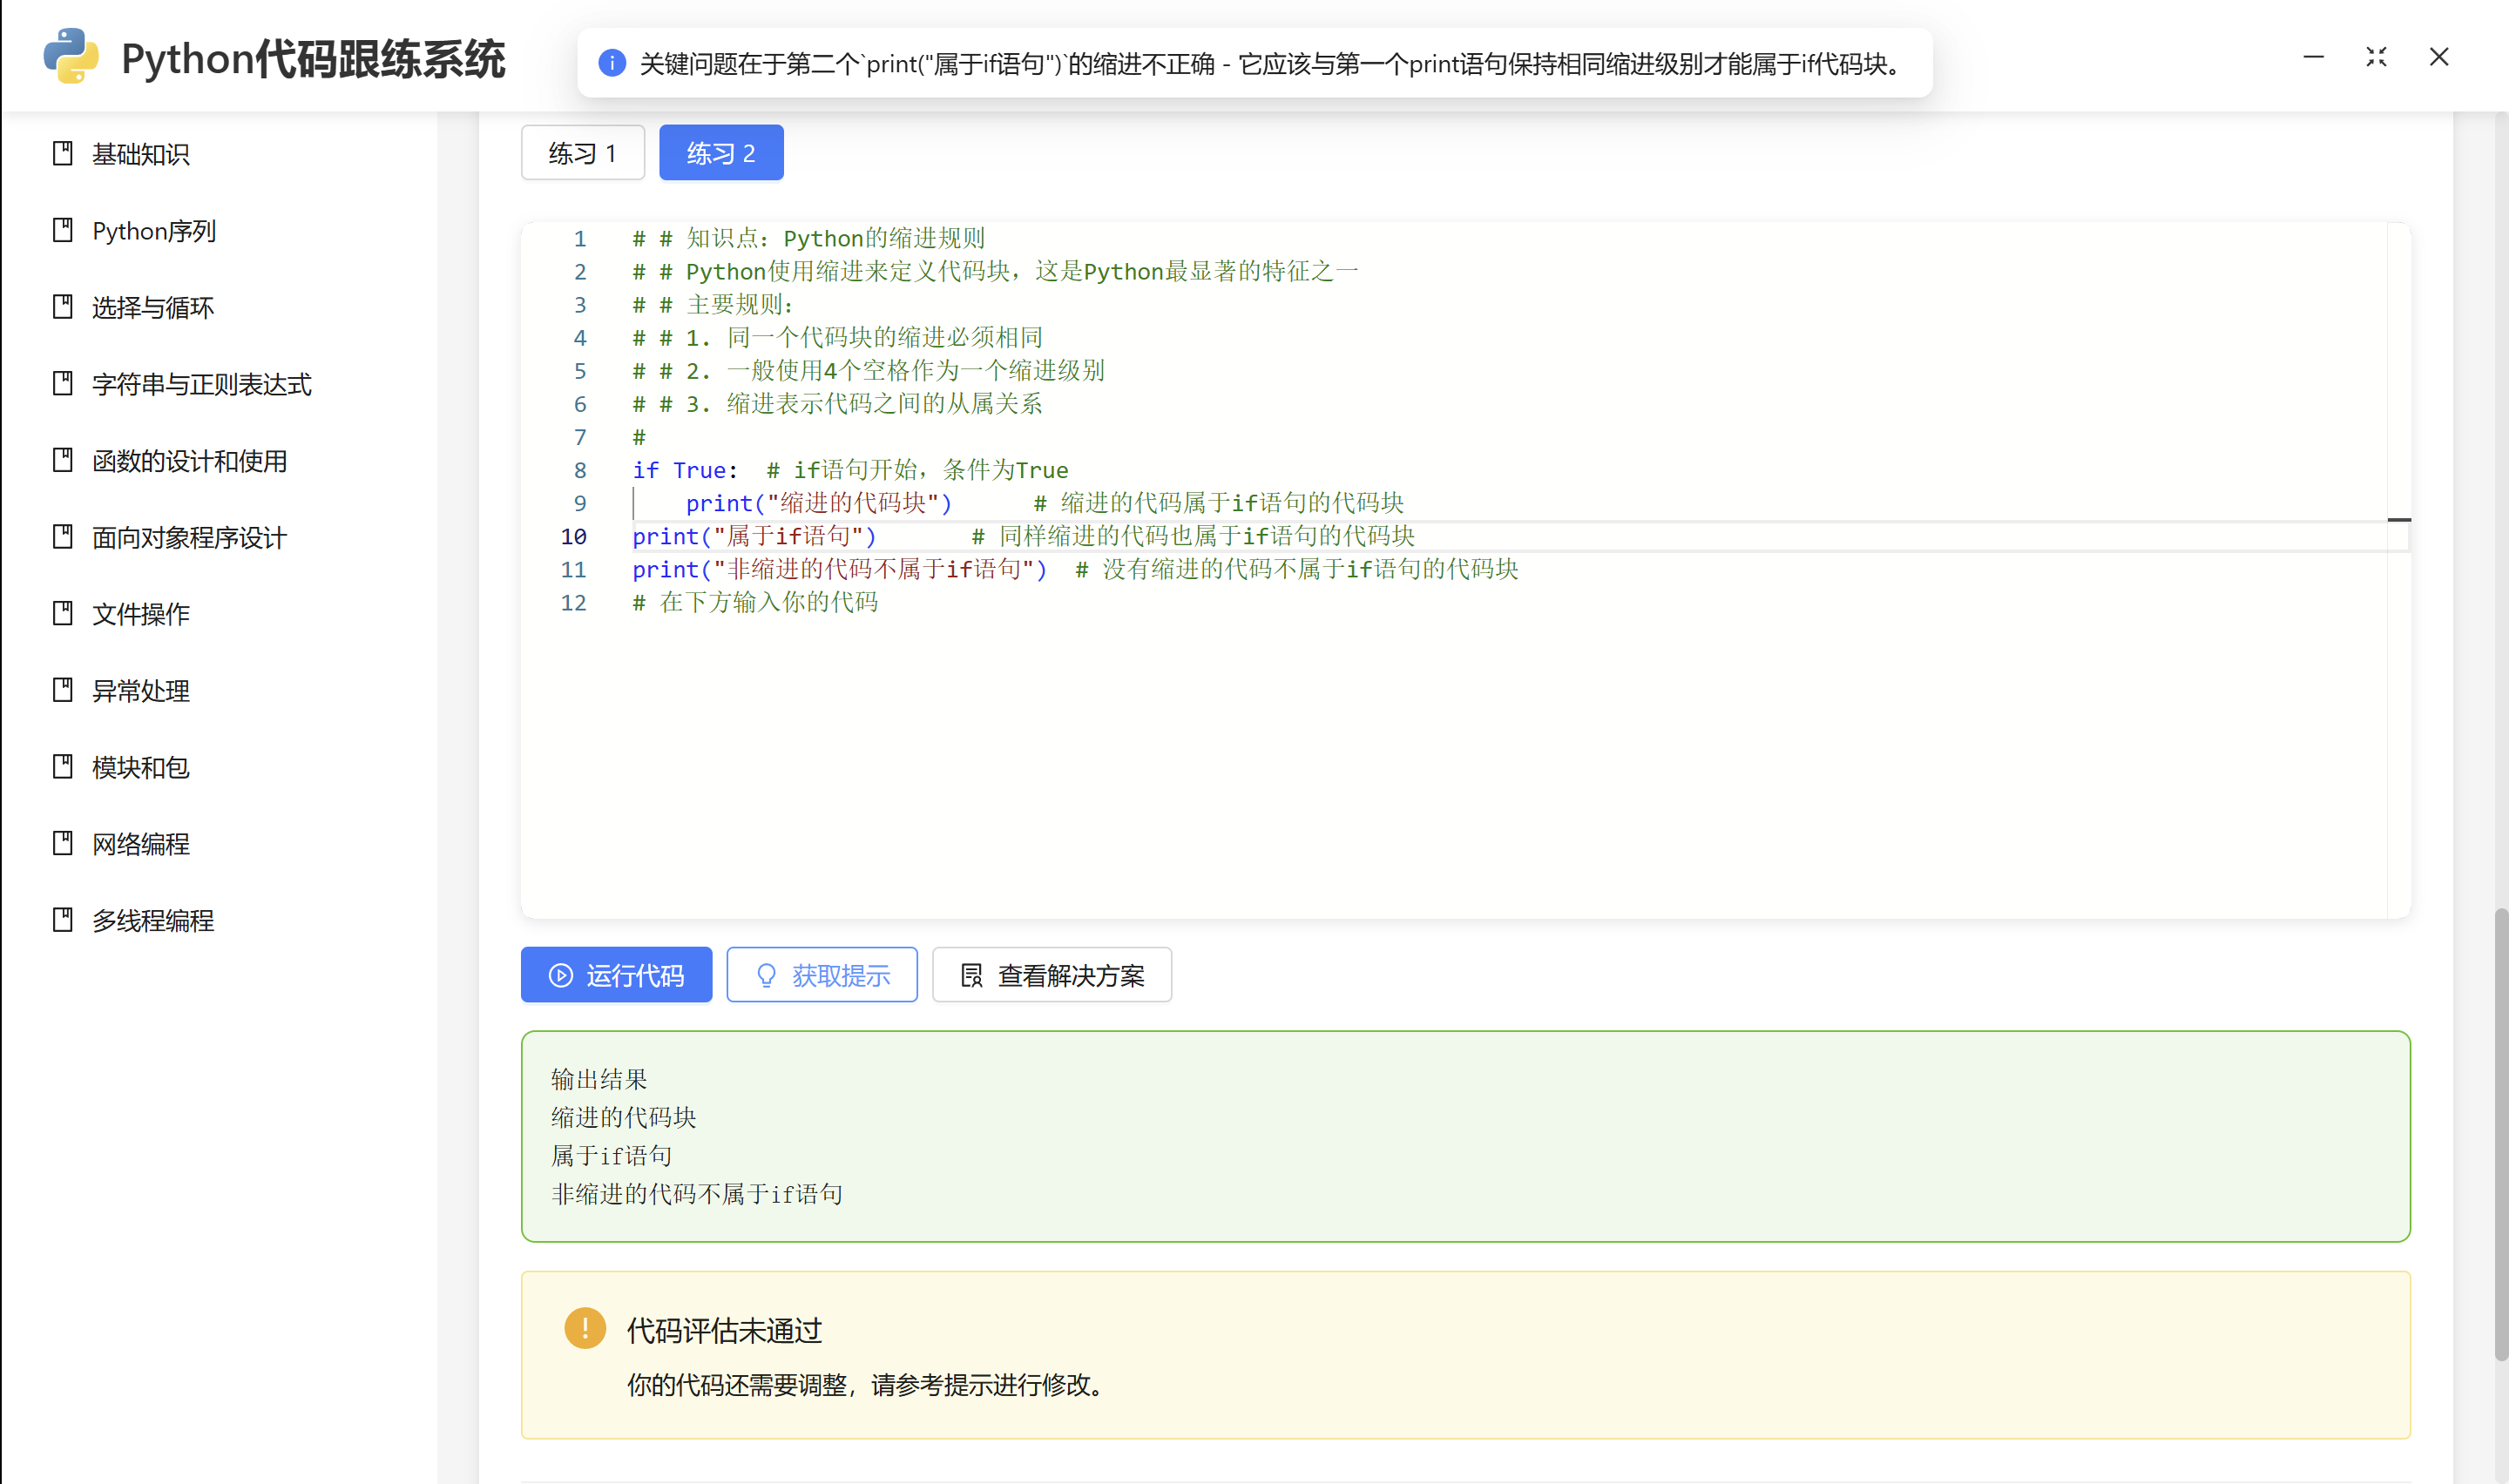 Python代码跟练系统
关键问题在于第二个`print("属于if语句")`的缩进不正确 - 它应该与第一个print语句保持相同缩进级别才能属于if代码块。
基础知识
Python序列
选择与循环
字符串与正则表达式
函数的设计和使用
面向对象程序设计
文件操作
异常处理
模块和包
网络编程
多线程编程
练习 1
练习 2
1 # # 知识点：Python的缩进规则
2 # # Python使用缩进来定义代码块，这是Python最显著的特征之一
3 # # 主要规则：
4 # # 1. 同一个代码块的缩进必须相同
5 # # 2. 一般使用4个空格作为一个缩进级别
6 # # 3. 缩进表示代码之间的从属关系
7 #
8 if True:  # if语句开始，条件为True
9     print("缩进的代码块")      # 缩进的代码属于if语句的代码块
10 print("属于if语句")       # 同样缩进的代码也属于if语句的代码块
11 print("非缩进的代码不属于if语句")  # 没有缩进的代码不属于if语句的代码块
12 # 在下方输入你的代码
运行代码
获取提示
查看解决方案
输出结果
缩进的代码块
属于if语句
非缩进的代码不属于if语句
代码评估未通过
你的代码还需要调整，请参考提示进行修改。